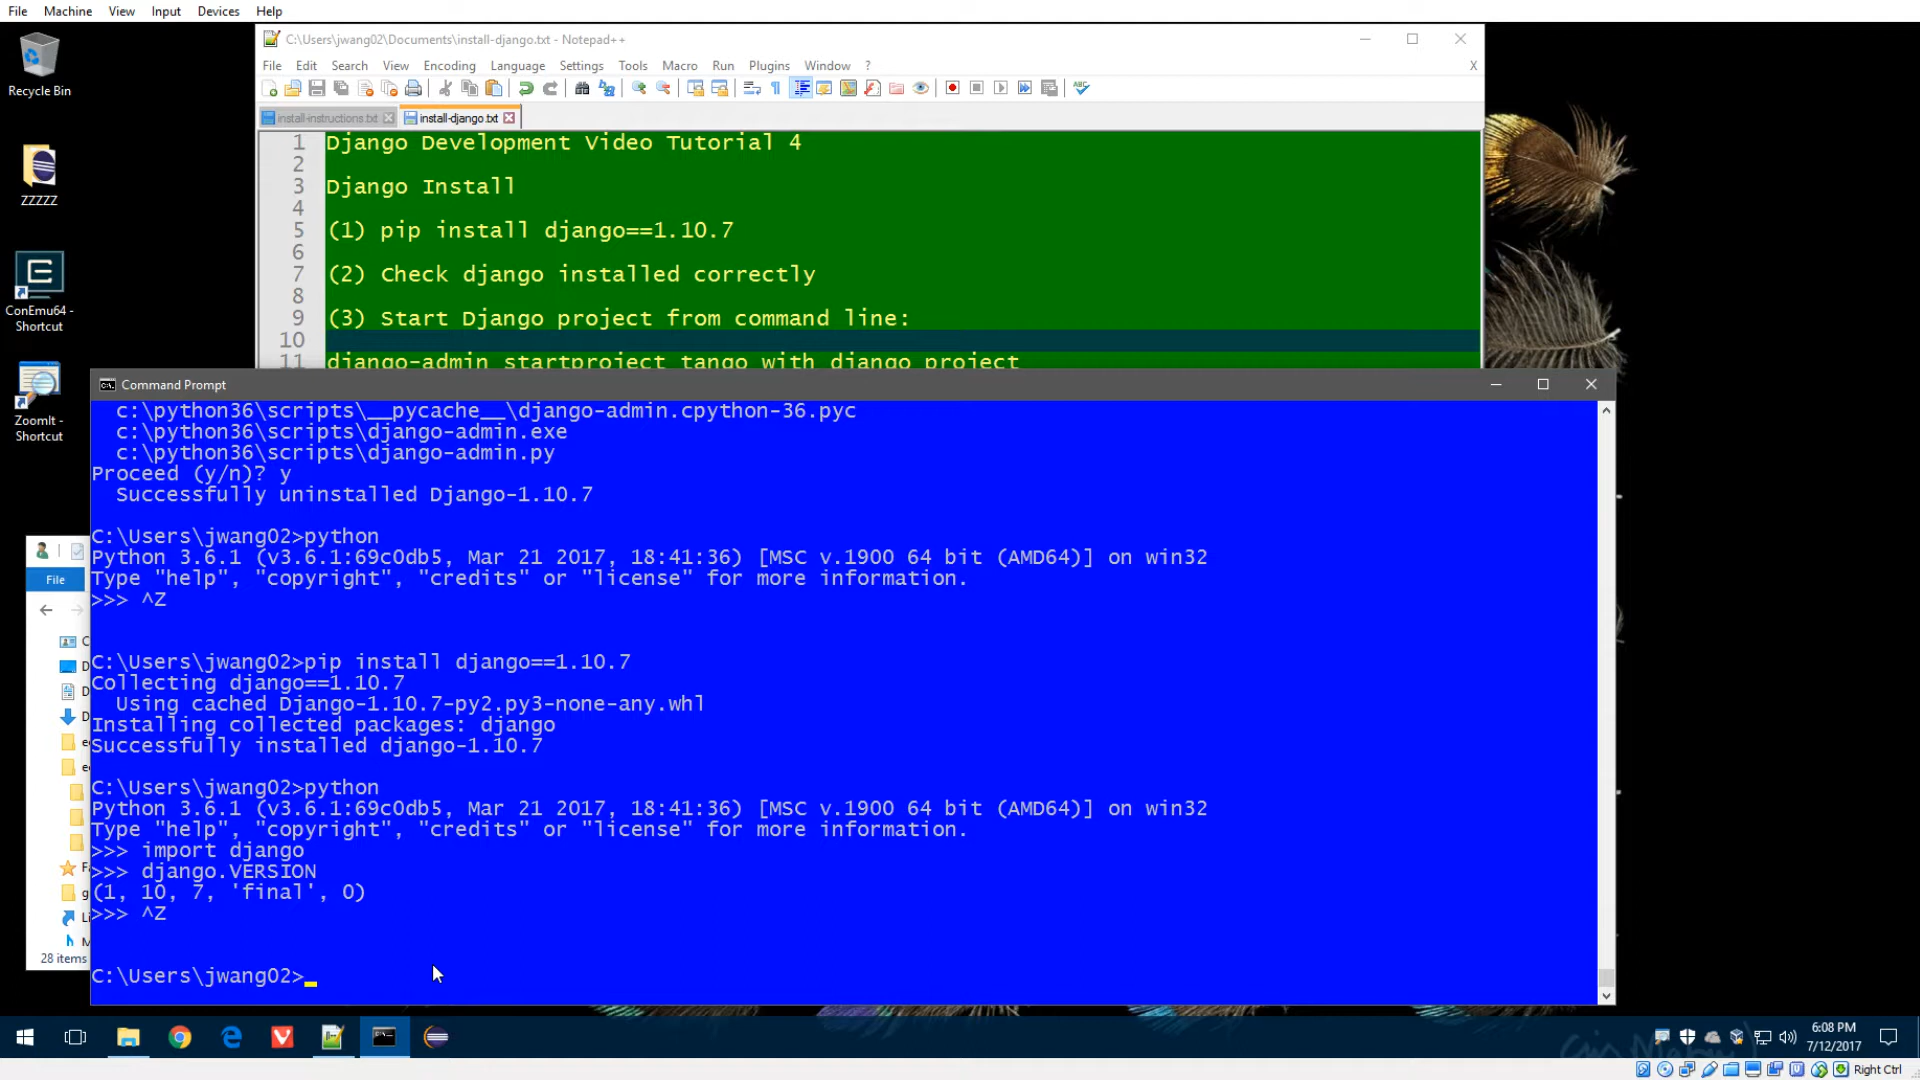 File Machine View Input Devices Help
C:\Users\jwang02\Documents\install-django.txt - Notepad++
File Edit Search View Encoding Language Settings Tools Macro Run Plugins Window ? X
install-instructions.txt install-django.txt
1 Django Development Video Tutorial 4
2
3 Django Install
4
5 (1) pip install django==1.10.7
6
7 (2) Check django installed correctly
8
9 (3) Start Django project from command line:
10
11 django-admin startproject tango_with_django_project
Recycle Bin
ZZZZZ
ConEmu64 -
Shortcut
ZoomIt -
Shortcut
File
28 items
Command Prompt
c:\python36\scripts\__pycache__\django-admin.cpython-36.pyc
c:\python36\scripts\django-admin.exe
c:\python36\scripts\django-admin.py
Proceed (y/n)? y
Successfully uninstalled Django-1.10.7
C:\Users\jwang02>python
Python 3.6.1 (v3.6.1:69c0db5, Mar 21 2017, 18:41:36) [MSC v.1900 64 bit (AMD64)] on win32
Type "help", "copyright", "credits" or "license" for more information.
>>> ^Z
C:\Users\jwang02>pip install django==1.10.7
Collecting django==1.10.7
Using cached Django-1.10.7-py2.py3-none-any.whl
Installing collected packages: django
Successfully installed django-1.10.7
C:\Users\jwang02>python
Python 3.6.1 (v3.6.1:69c0db5, Mar 21 2017, 18:41:36) [MSC v.1900 64 bit (AMD64)] on win32
Type "help", "copyright", "credits" or "license" for more information.
>>> import django
>>> django.VERSION
(1, 10, 7, 'final', 0)
>>> ^Z
C:\Users\jwang02>_
6:08 PM
7/12/2017
Right Ctrl